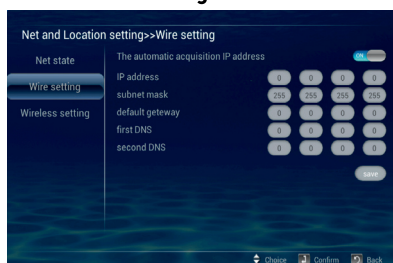 Net and Location setting>>Wire setting
Net state
The automatic acquisition IP address ON
IP address 0 0 0 0
Wire setting
subnet mask 255 255 255 255
Wireless setting
default geteway 0 0 0 0
first DNS 0 0 0 0
second DNS 0 0 0 0
save
Choice Confirm Back